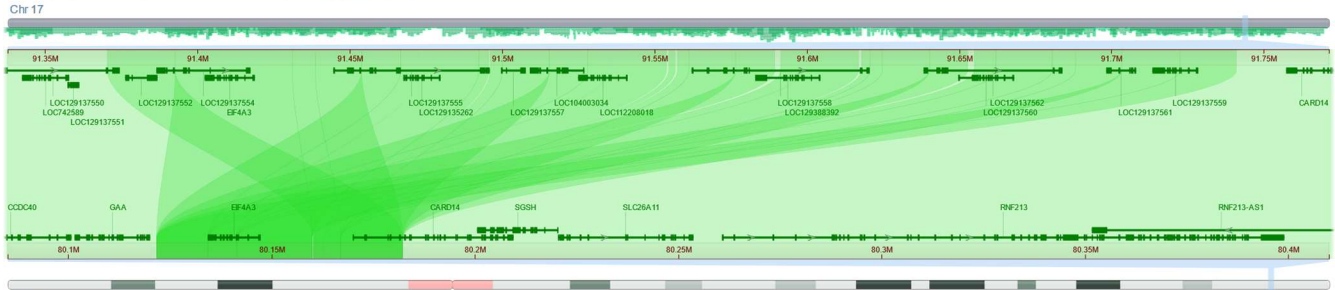 Chr 17
91.35M 91.4M 91.45M 91.5M 91.55M 91.6M 91.65M 91.7M 91.75M
LOC129137550 LOC129137552 LOC129137554 LOC129137555 LOC104003034 LOC129137558 LOC129137562 LOC129137559 CARD14
LOC742589 EIF4A3 LOC129135262 LOC129137557 LOC112208018 LOC129388392 LOC129137560 LOC129137561
LOC129137551
CCDC40 GAA EIF4A3 CARD14 SGSH SLC26A11 RNF213 RNF213-AS1
80.1M 80.15M 80.2M 80.25M 80.3M 80.35M 80.4M